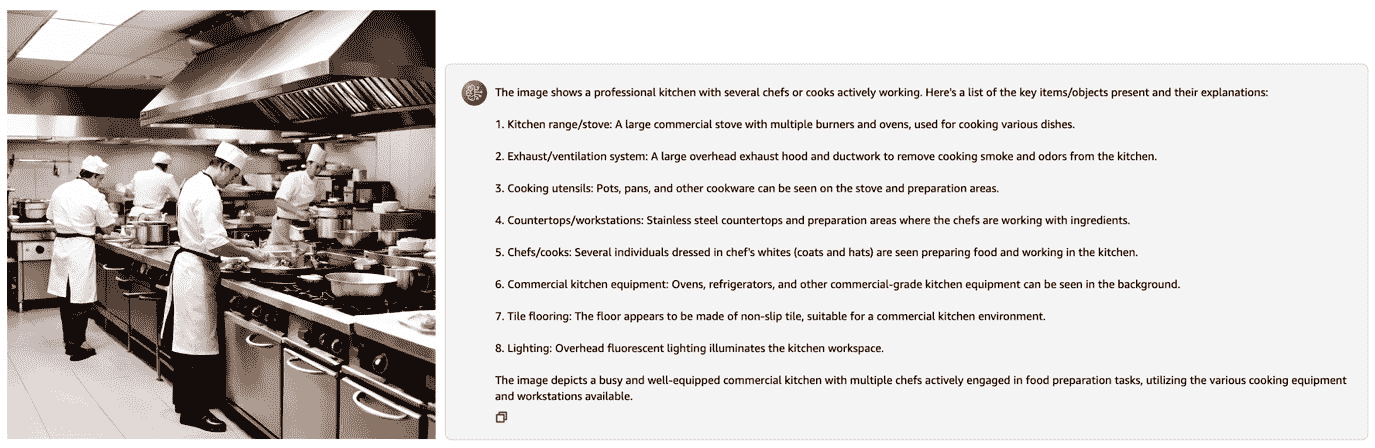 The image shows a professional kitchen with several chefs or cooks actively working. Here's a list of the key items/objects present and their explanations:
1. Kitchen range/stove: A large commercial stove with multiple burners and ovens, used for cooking various dishes.
2. Exhaust/ventilation system: A large overhead exhaust hood and ductwork to remove cooking smoke and odors from the kitchen.
3. Cooking utensils: Pots, pans, and other cookware can be seen on the stove and preparation areas.
4. Countertops/workstations: Stainless steel countertops and preparation areas where the chefs are working with ingredients.
5. Chefs/cooks: Several individuals dressed in chef's whites (coats and hats) are seen preparing food and working in the kitchen.
6. Commercial kitchen equipment: Ovens, refrigerators, and other commercial-grade kitchen equipment can be seen in the background.
7. Tile flooring: The floor appears to be made of non-slip tile, suitable for a commercial kitchen environment.
8. Lighting: Overhead fluorescent lighting illuminates the kitchen workspace.
The image depicts a busy and well-equipped commercial kitchen with multiple chefs actively engaged in food preparation tasks, utilizing the various cooking equipment
and workstations available.